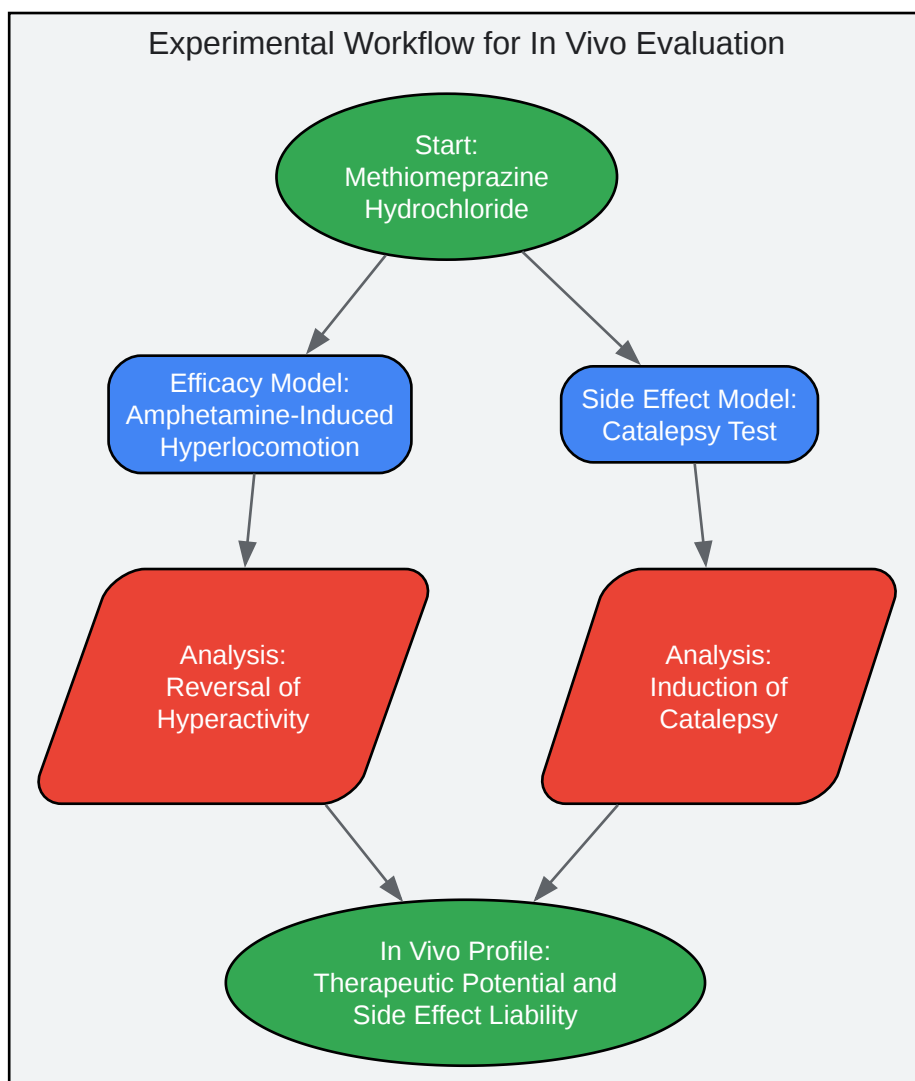 Experimental Workflow for In Vivo Evaluation
Start:
Methiomeprazine
Hydrochloride
Efficacy Model:
Amphetamine-Induced
Hyperlocomotion
Side Effect Model:
Catalepsy Test
Analysis:
Reversal of
Hyperactivity
Analysis:
Induction of
Catalepsy
In Vivo Profile:
Therapeutic Potential and
Side Effect Liability